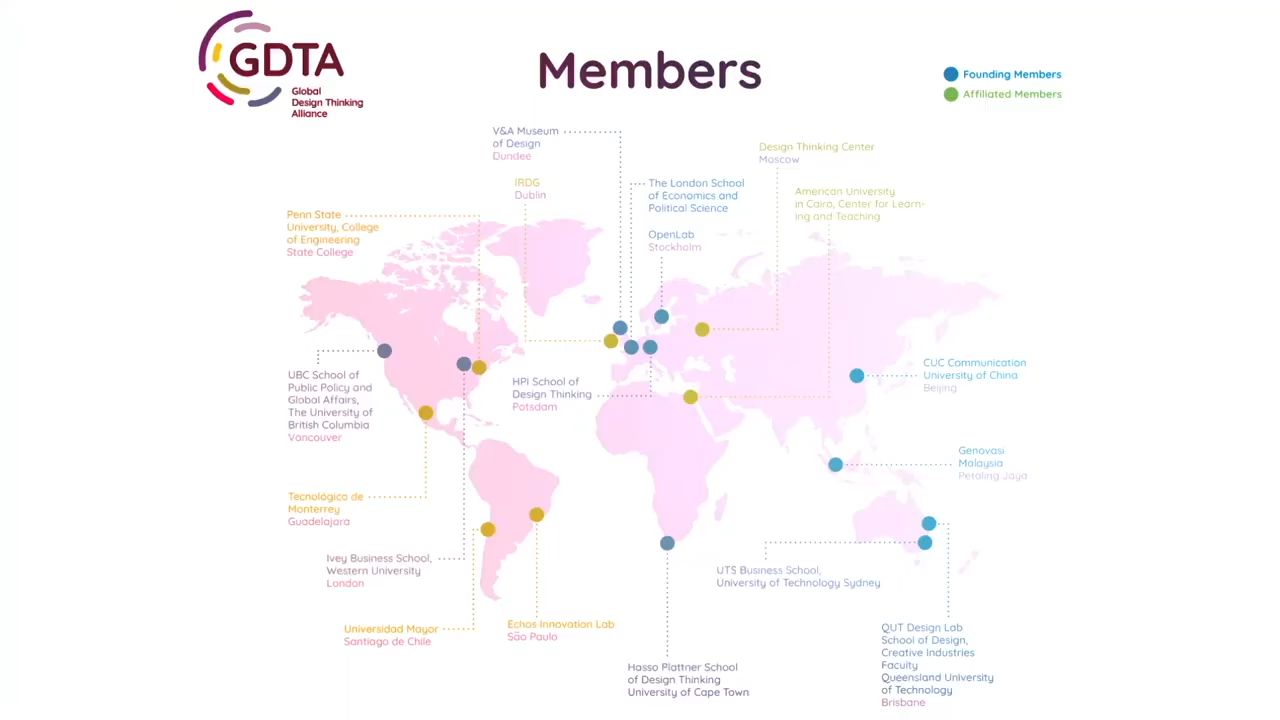 GDTA
Global
Design Thinking
Alliance
Members
Founding Members
Affiliated Members
V&A Museum
of Design
Dundee
Design Thinking Center
Moscow
IRDG
Dublin
The London School
of Economics and
Political Science
American University
in Cairo, Center for Learn-
ing and Teaching
Penn State
University, College
of Engineering
State College
OpenLab
Stockholm
UBC School of
Public Policy and
Global Affairs,
The University of
British Columbia
Vancouver
HPI School of
Design Thinking
Potsdam
CUC Communication
University of China
Beijing
Genovasi
Malaysia
Petaling Jaya
Tecnológico de
Monterrey
Guadelajara
Ivey Business School,
Western University
London
UTS Business School,
University of Technology Sydney
Universidad Mayor
Santiago de Chile
Echos Innovation Lab
São Paulo
Hasso Plattner School
of Design Thinking
University of Cape Town
QUT Design Lab
School of Design,
Creative Industries
Faculty
Queensland University
of Technology
Brisbane